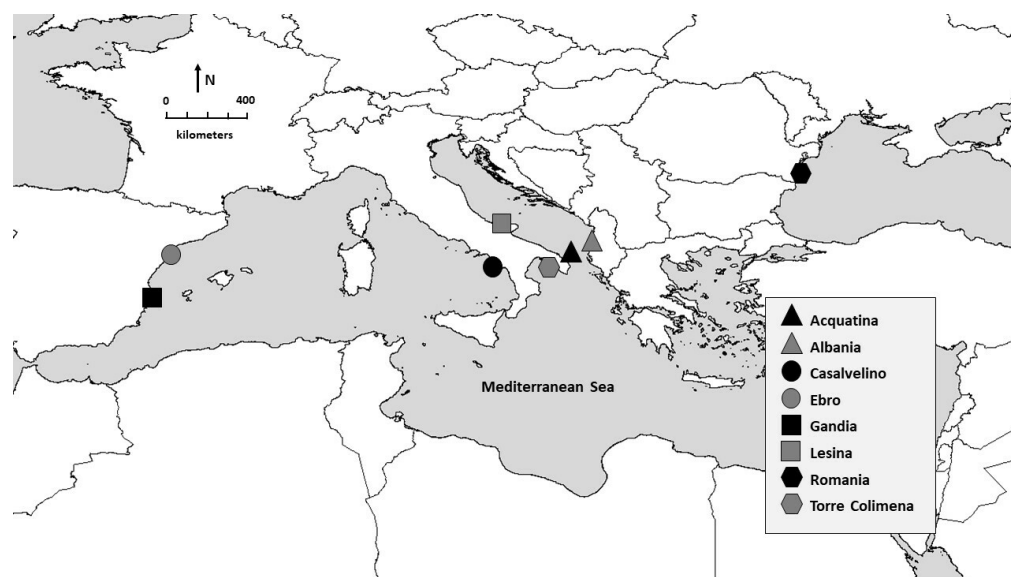 N
0 400
kilometers
Mediterranean Sea
Acquatina
Albania
Casalvelino
Ebro
Gandia
Lesina
Romania
Torre Colimena